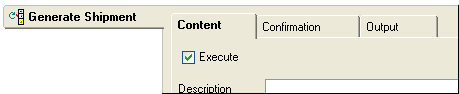 Generate Shipment
Content Confirmation Output
Execute
Description